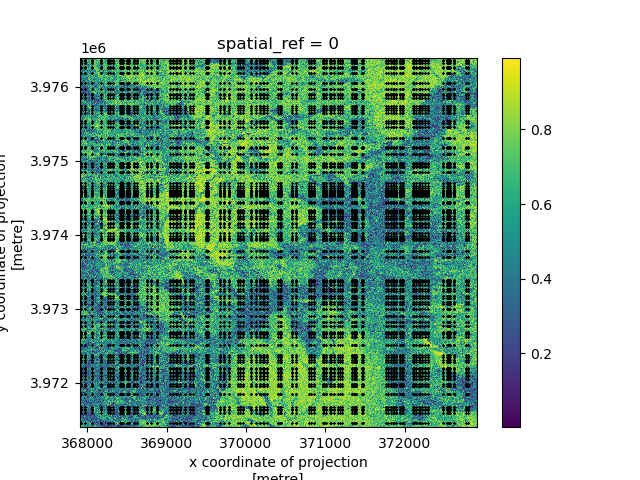 spatial_ref = 0
1e6
3.976
3.975
3.974
3.973
3.972
y coordinate of projection
[metre]
368000 369000 370000 371000 372000
x coordinate of projection
[metre]
0.8
0.6
0.4
0.2